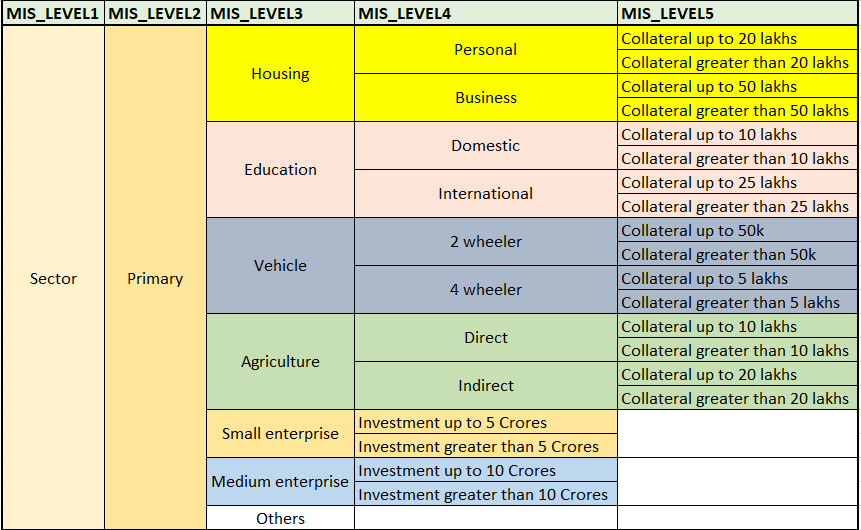 MIS_LEVEL1 MIS_LEVEL2 MIS_LEVEL3 MIS_LEVEL4 MIS_LEVEL5
Sector
Primary
Housing
Personal
Collateral up to 20 lakhs
Collateral greater than 20 lakhs
Business
Collateral up to 50 lakhs
Collateral greater than 50 lakhs
Education
Domestic
Collateral up to 10 lakhs
Collateral greater than 10 lakhs
International
Collateral up to 25 lakhs
Collateral greater than 25 lakhs
Vehicle
2 wheeler
Collateral up to 50k
Collateral greater than 50k
4 wheeler
Collateral up to 5 lakhs
Collateral greater than 5 lakhs
Agriculture
Direct
Collateral up to 10 lakhs
Collateral greater than 10 lakhs
Indirect
Collateral up to 20 lakhs
Collateral greater than 20 lakhs
Small enterprise
Investment up to 5 Crores
Investment greater than 5 Crores
Medium enterprise
Investment up to 10 Crores
Investment greater than 10 Crores
Others